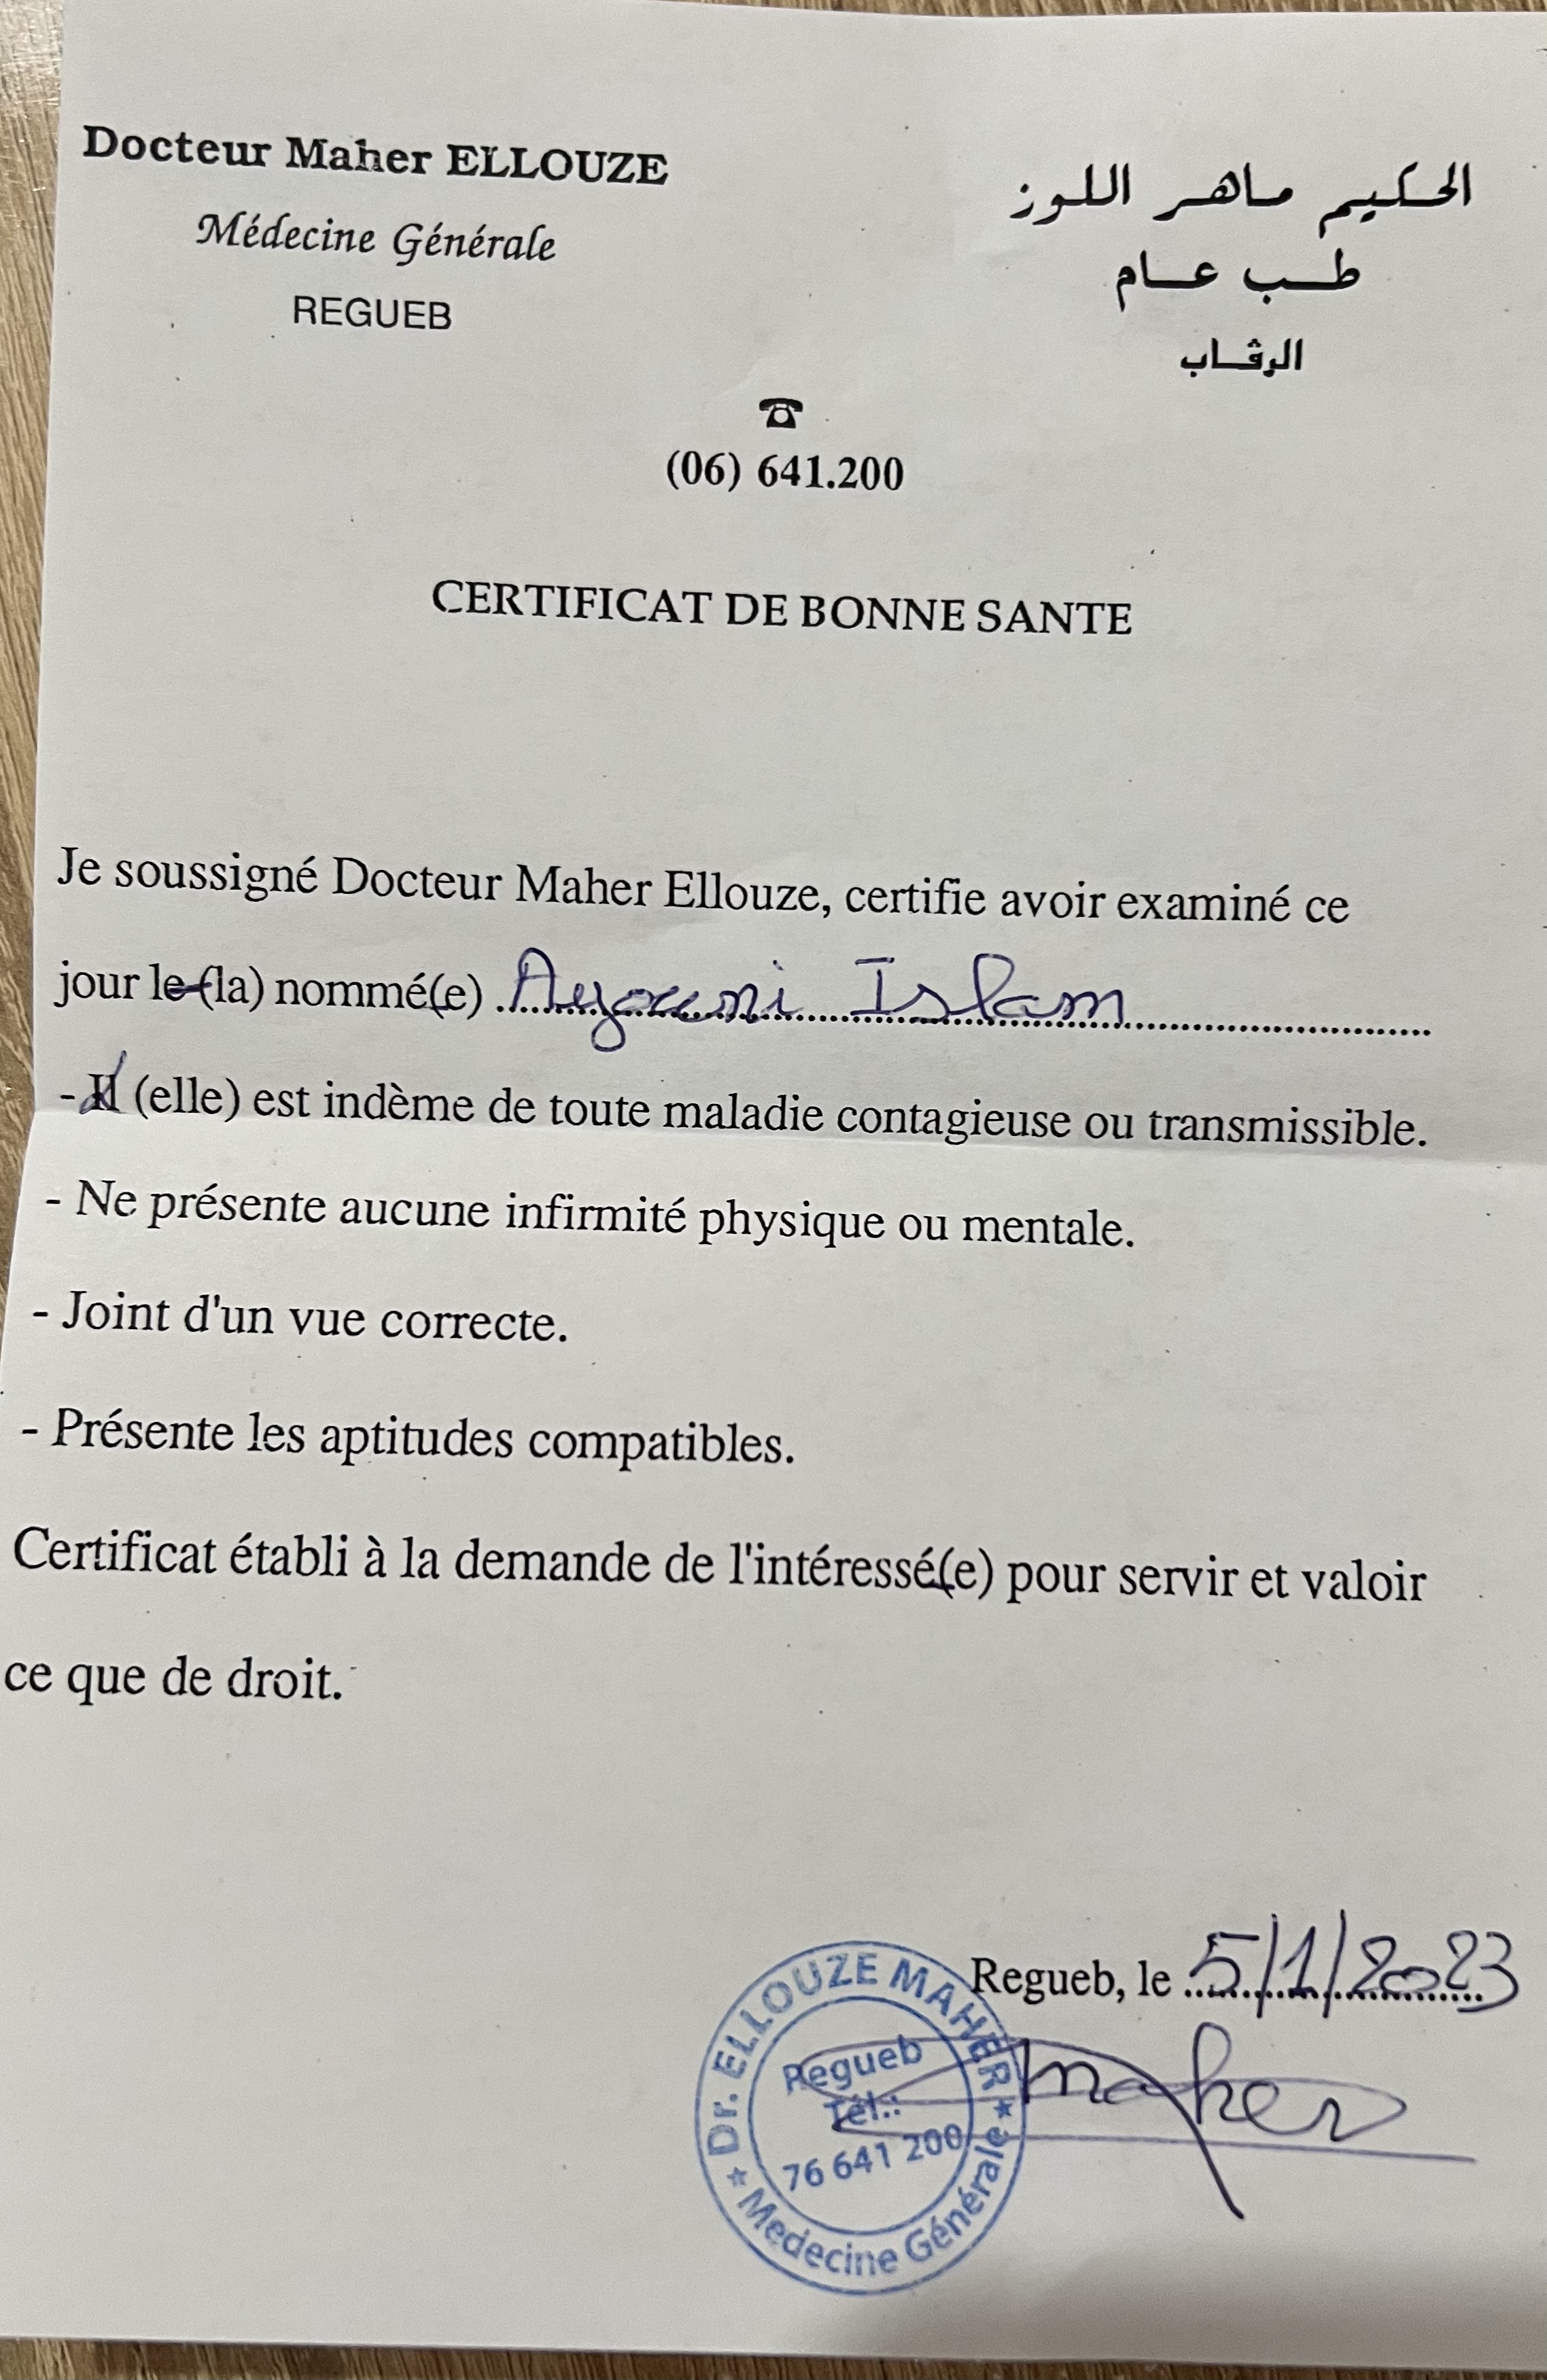 Docteur Maher ELLOUZE
Médecine Générale
REGUEB
الحكيم ماهر اللوز
طب عام
الرڤاب
☎
(06) 641.200
CERTIFICAT DE BONNE SANTE
Je soussigné Docteur Maher Ellouze, certifie avoir examiné ce
jour le (la) nommé(e) Ayouni Islam
- Il (elle) est indème de toute maladie contagieuse ou transmissible.
- Ne présente aucune infirmité physique ou mentale.
- Joint d'un vue correcte.
- Présente les aptitudes compatibles.
Certificat établi à la demande de l'intéressé(e) pour servir et valoir
ce que de droit.
Regueb, le 5/1/2023
Dr. ELLOUZE MAHER
Regueb
Tél.:
76 641 200
Medecine Générale
Maher